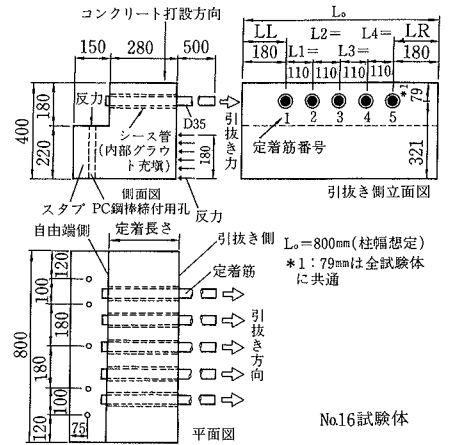 コンクリート打設方向
150
280
500
400
180
220
反力
D35
シース管
(内部グラウ
ト充填)
180
引抜き力
スタブ
側面図
PC鋼棒締付用孔
反力
L₀
LL
L2=
L4=
LR
180
L1=
L3=
180
110
110
110
110
*1
79
1
2
3
4
5
定着筋番号
321
引抜き側立面図
自由端側
定着長さ
引抜き側
定着筋
L₀=800mm(柱幅想定)
*1:79mmは全試験体
に共通
800
120
100
180
180
100
120
75
引抜き方向
平面図
No.16試験体